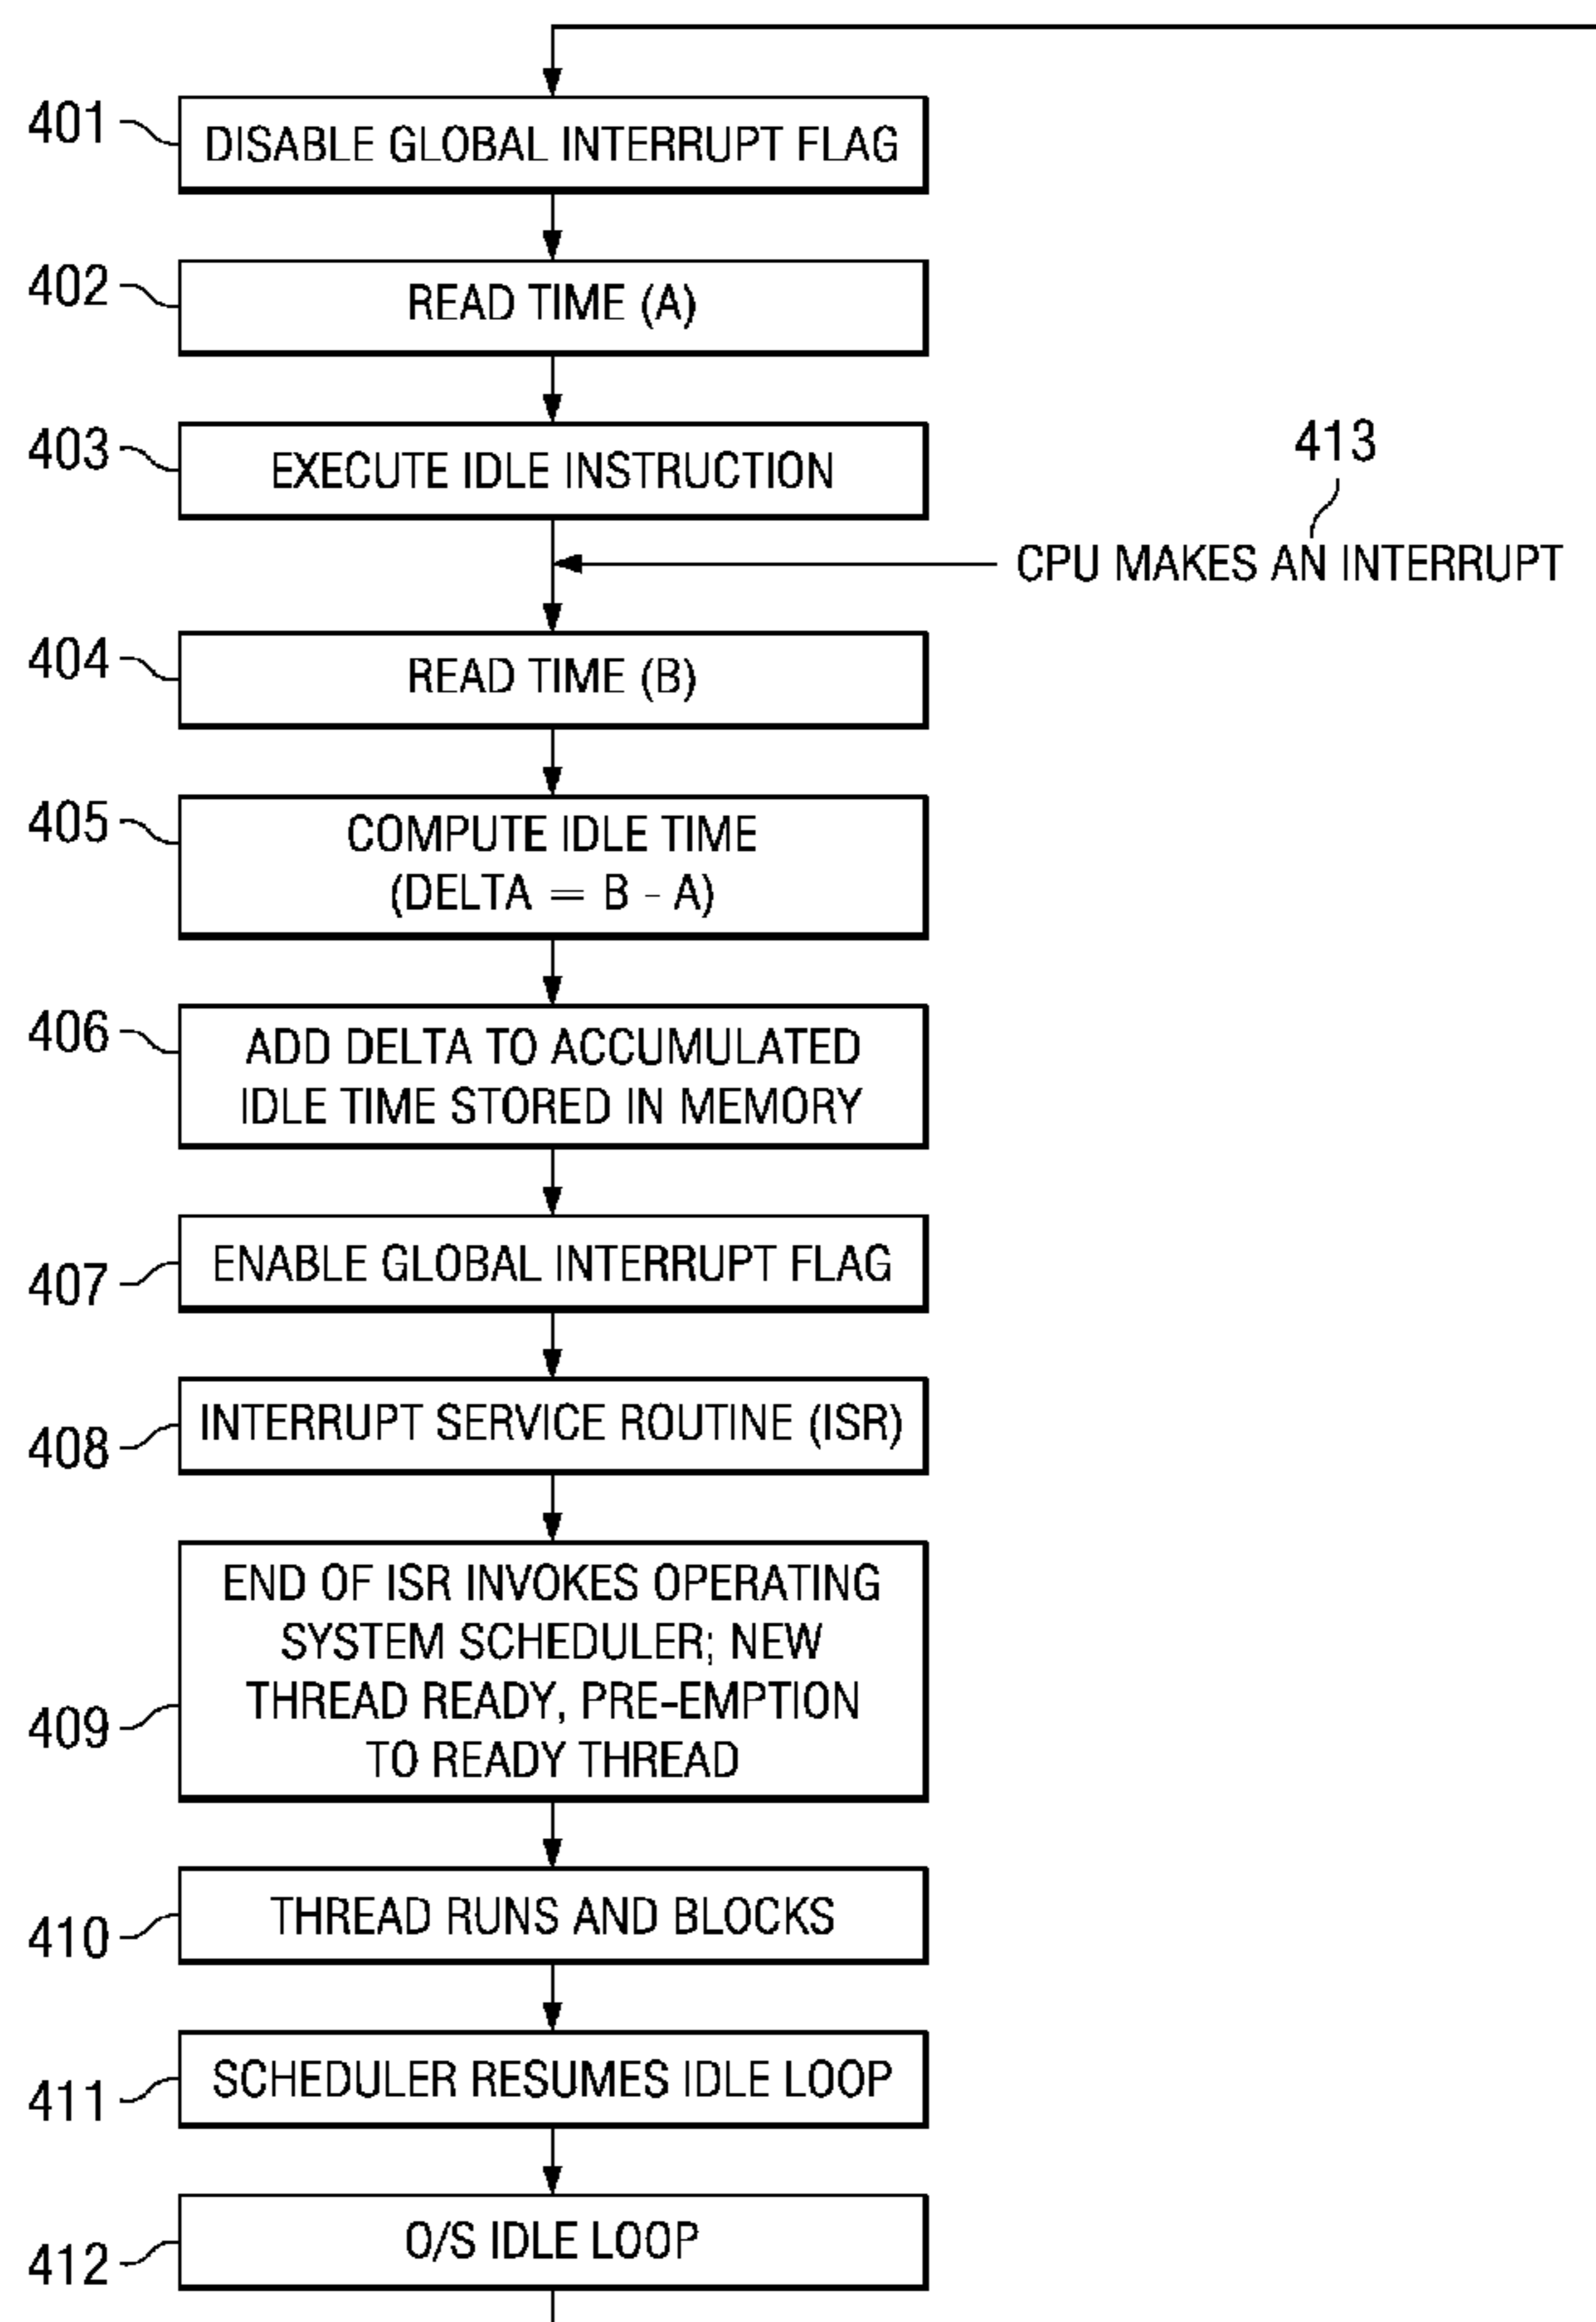 401
DISABLE GLOBAL INTERRUPT FLAG
402
READ TIME (A)
403
EXECUTE IDLE INSTRUCTION
413
CPU MAKES AN INTERRUPT
404
READ TIME (B)
405
COMPUTE IDLE TIME
(DELTA = B - A)
406
ADD DELTA TO ACCUMULATED
IDLE TIME STORED IN MEMORY
407
ENABLE GLOBAL INTERRUPT FLAG
408
INTERRUPT SERVICE ROUTINE (ISR)
409
END OF ISR INVOKES OPERATING
SYSTEM SCHEDULER; NEW
THREAD READY, PRE-EMPTION
TO READY THREAD
410
THREAD RUNS AND BLOCKS
411
SCHEDULER RESUMES IDLE LOOP
412
O/S IDLE LOOP